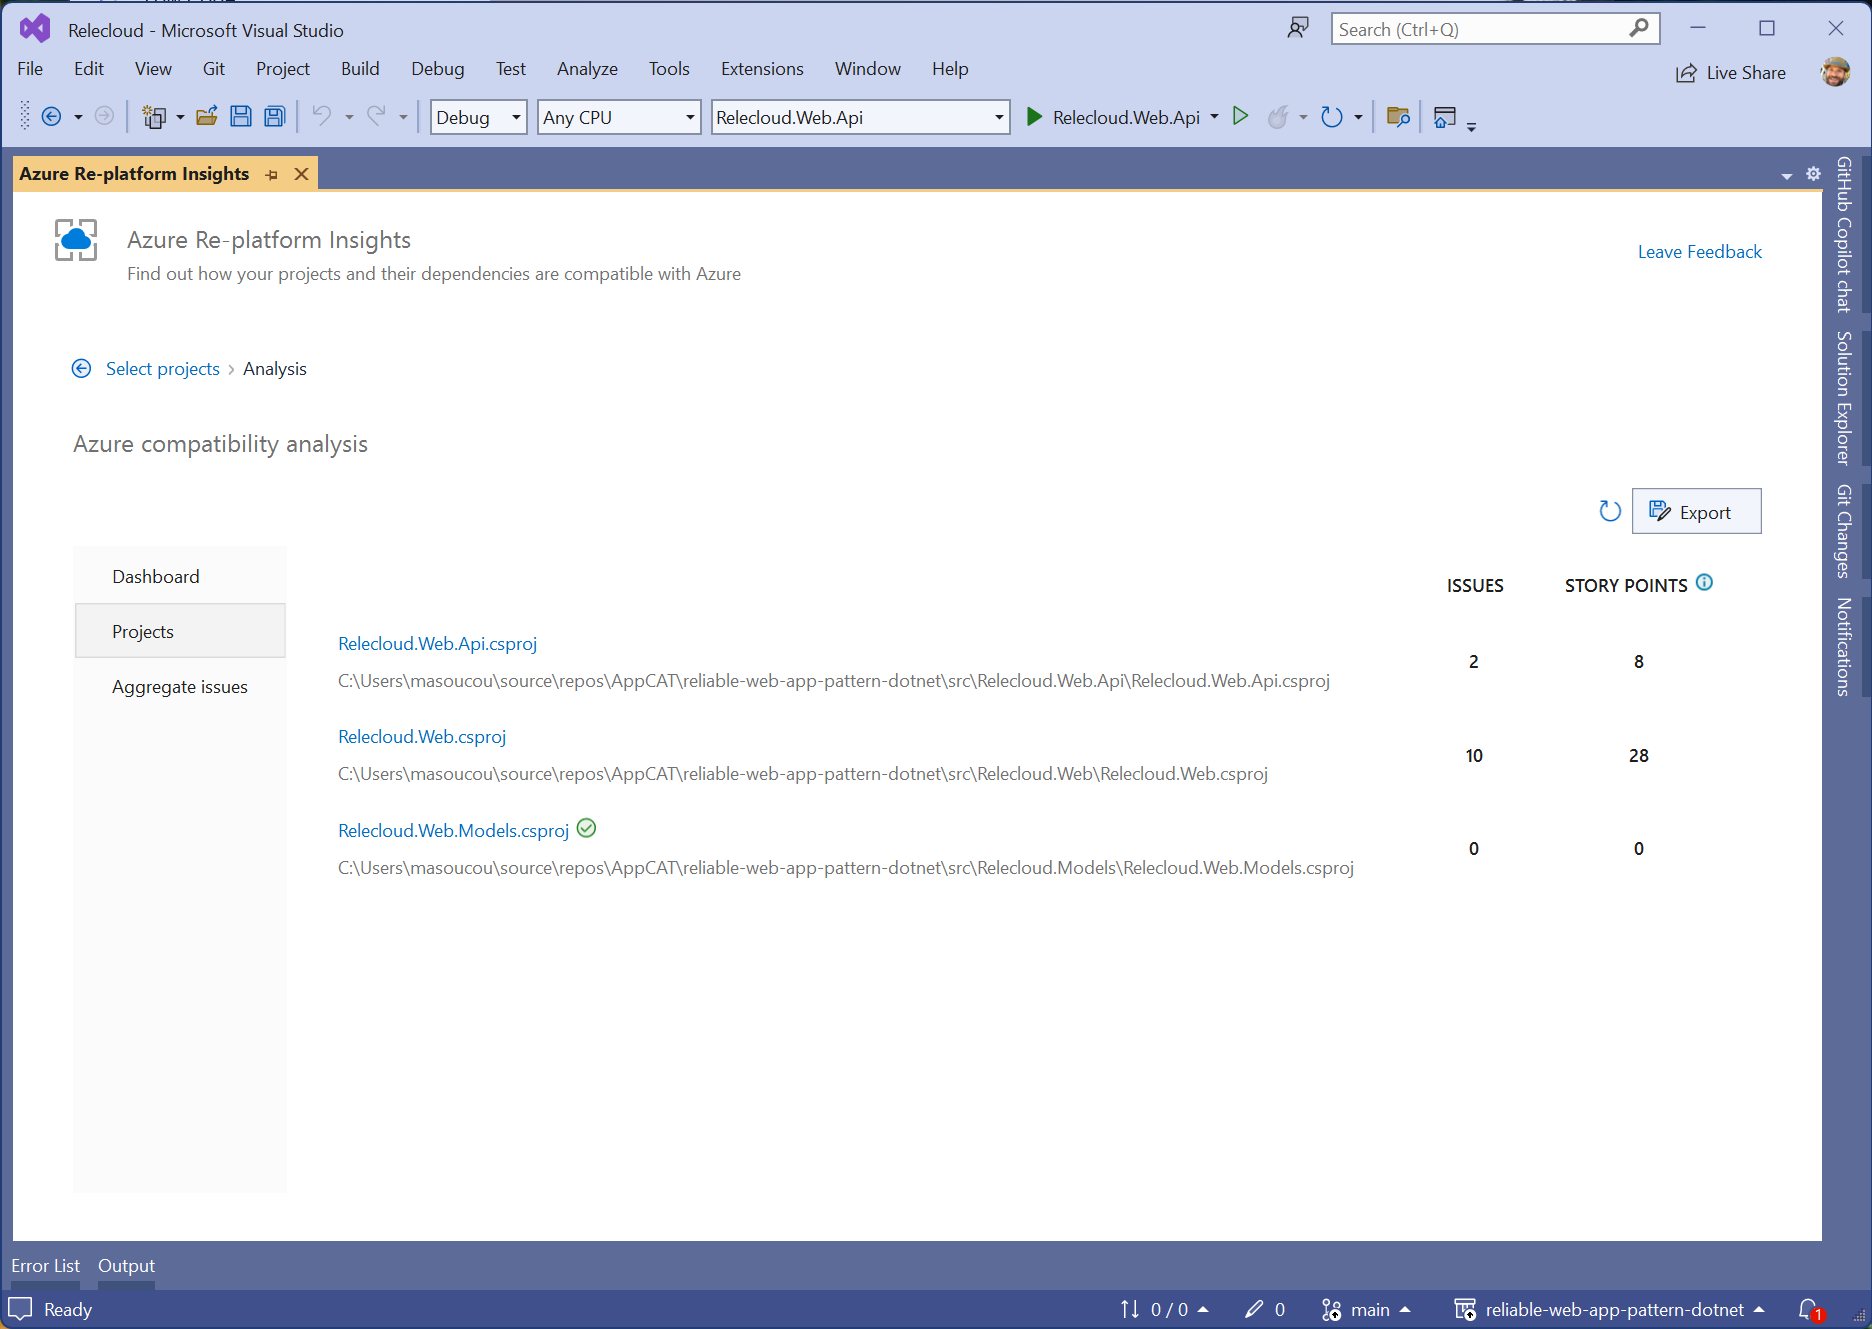 Relecloud - Microsoft Visual Studio
Search (Ctrl+Q)
File Edit View Git Project Build Debug Test Analyze Tools Extensions Window Help
Live Share
Debug Any CPU Relecloud.Web.Api Relecloud.Web.Api
Azure Re-platform Insights
Azure Re-platform Insights
Find out how your projects and their dependencies are compatible with Azure
Leave Feedback
Select projects > Analysis
Azure compatibility analysis
Export
Dashboard
Projects
Aggregate issues
ISSUES STORY POINTS
Relecloud.Web.Api.csproj
C:\Users\masoucou\source\repos\AppCAT\reliable-web-app-pattern-dotnet\src\Relecloud.Web.Api\Relecloud.Web.Api.csproj
2 8
Relecloud.Web.csproj
C:\Users\masoucou\source\repos\AppCAT\reliable-web-app-pattern-dotnet\src\Relecloud.Web\Relecloud.Web.csproj
10 28
Relecloud.Web.Models.csproj
C:\Users\masoucou\source\repos\AppCAT\reliable-web-app-pattern-dotnet\src\Relecloud.Models\Relecloud.Web.Models.csproj
0 0
GitHub Copilot chat
Solution Explorer
Git Changes
Notifications
Error List Output
Ready
0 / 0 0 main reliable-web-app-pattern-dotnet 1